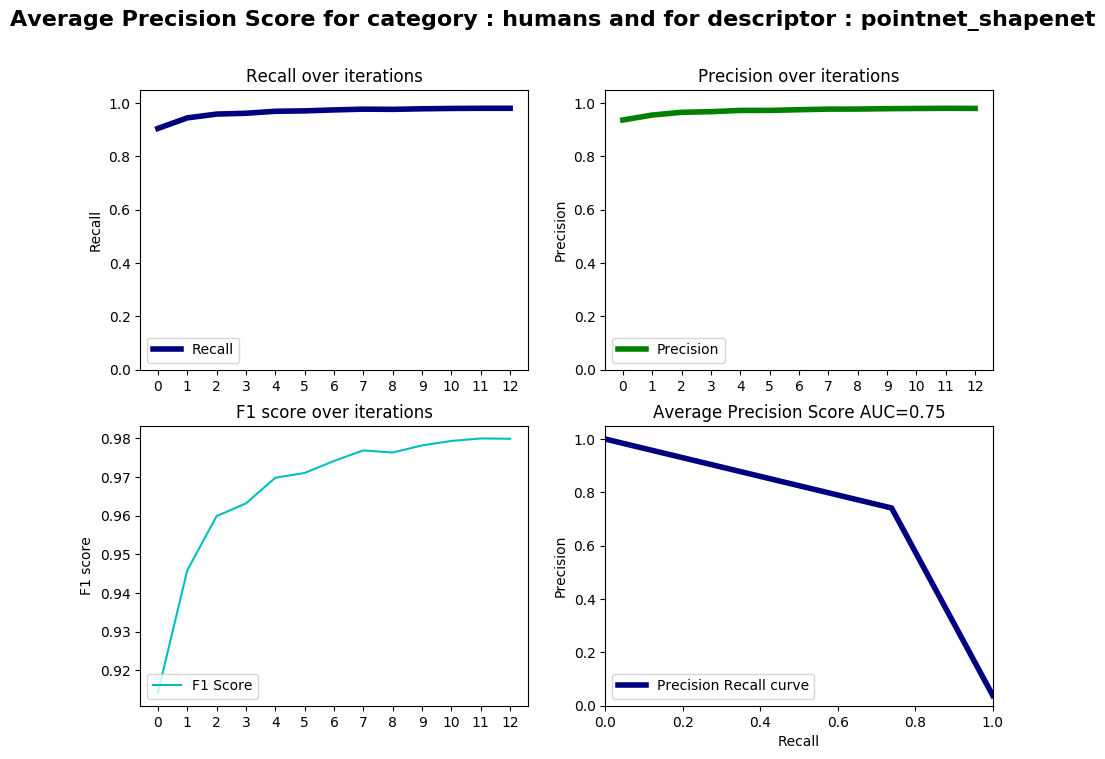 Average Precision Score for category : humans and for descriptor : pointnet_shapenet
Recall over iterations
1.0
0.8
0.6
0.4
0.2
0.0
Recall
Recall
0 1 2 3 4 5 6 7 8 9 10 11 12
Precision over iterations
1.0
0.8
0.6
0.4
0.2
0.0
Precision
Precision
0 1 2 3 4 5 6 7 8 9 10 11 12
F1 score over iterations
0.98
0.97
0.96
0.95
0.94
0.93
0.92
F1 score
F1 Score
0 1 2 3 4 5 6 7 8 9 10 11 12
Average Precision Score AUC=0.75
1.0
0.8
0.6
0.4
0.2
0.0
Precision
Precision Recall curve
0.0 0.2 0.4 0.6 0.8 1.0
Recall